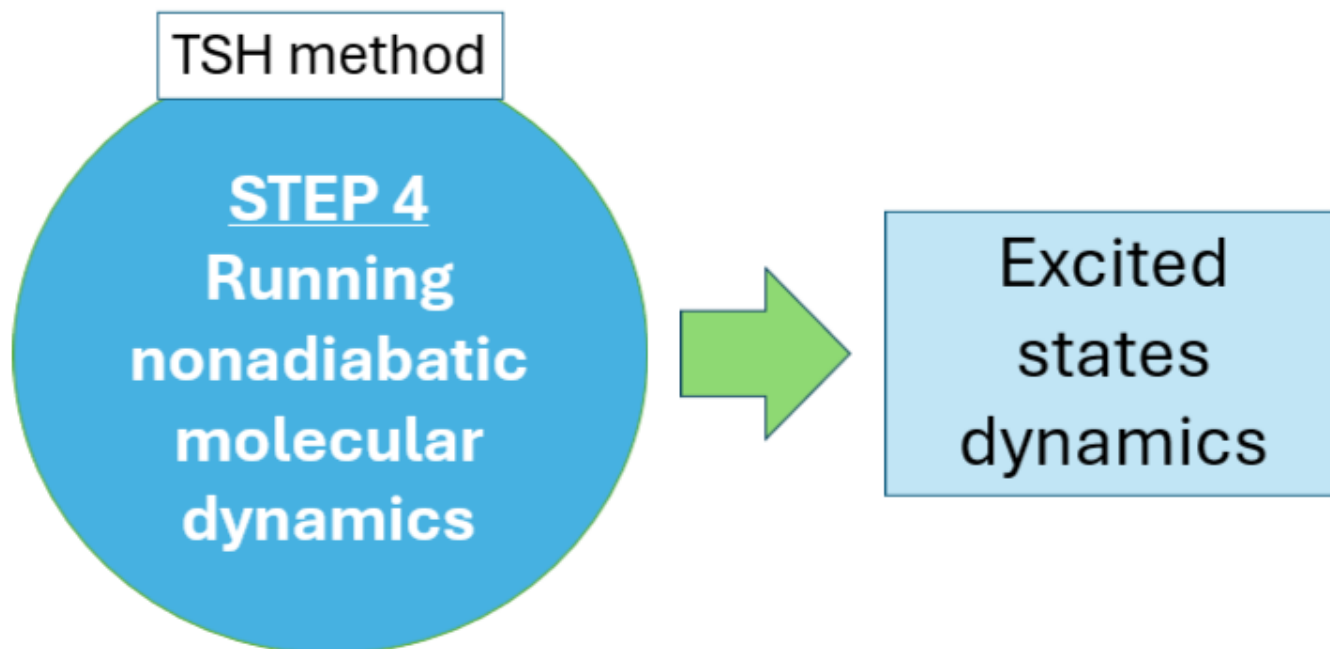 TSH method
STEP 4
Running
nonadiabatic
molecular
dynamics
Excited
states
dynamics